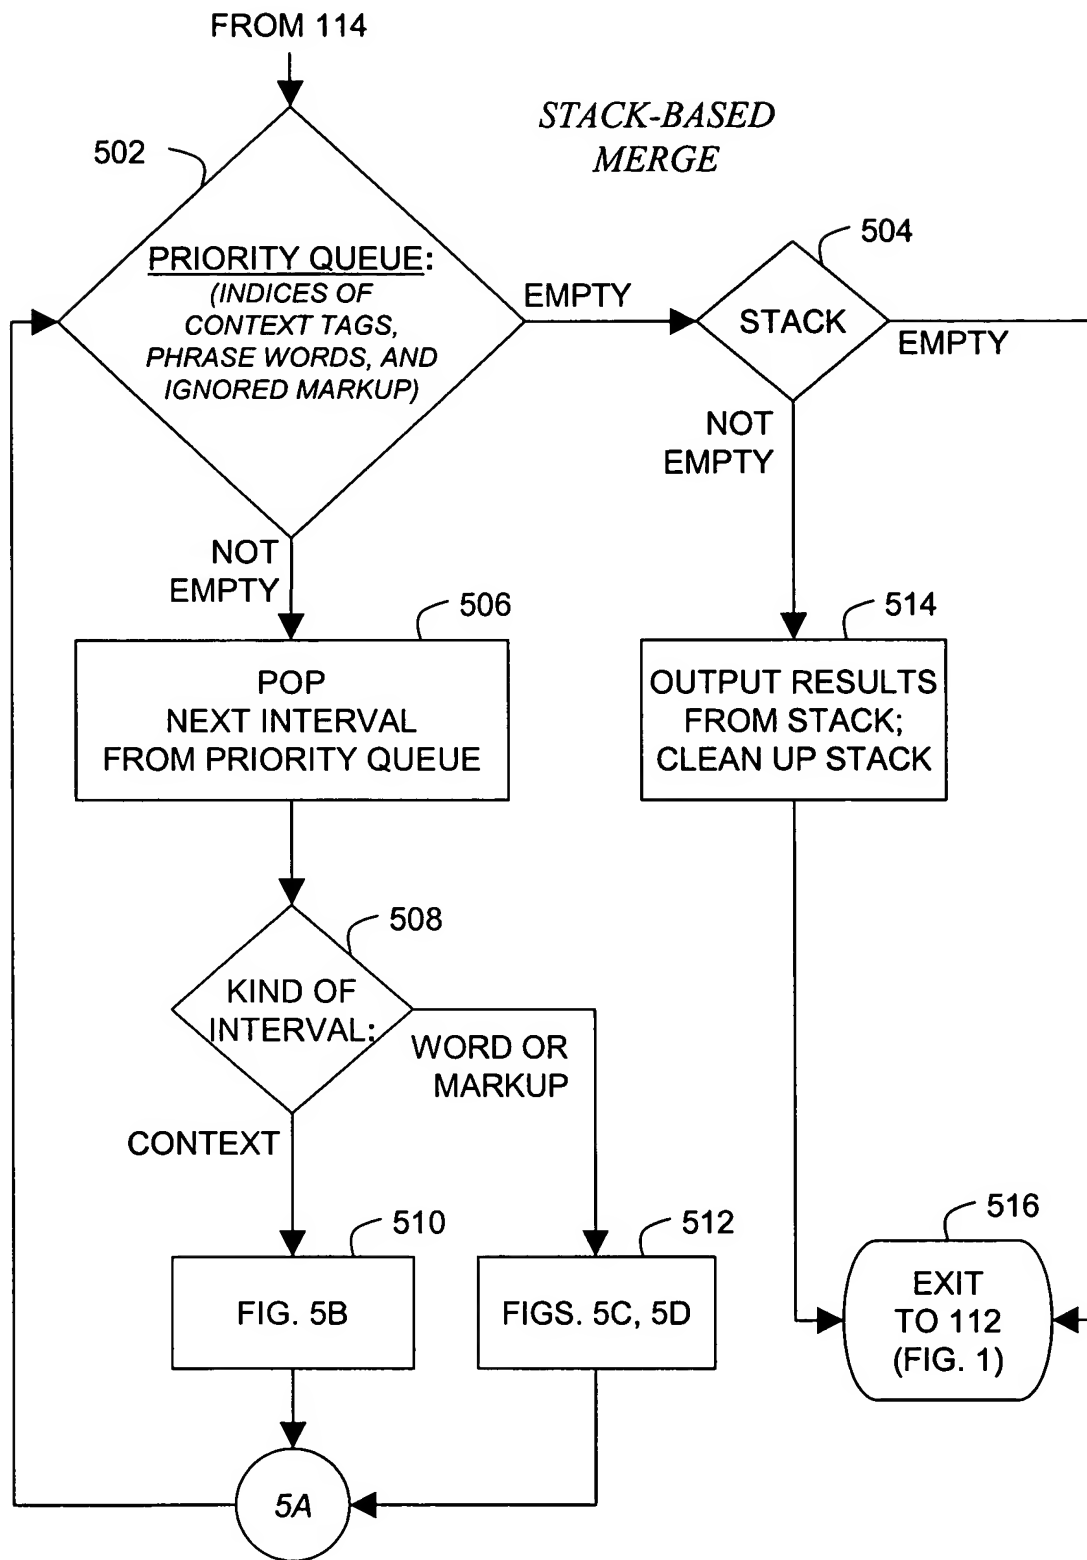 FROM 114
STACK-BASED
MERGE
502
504
PRIORITY QUEUE:
(INDICES OF
CONTEXT TAGS,
PHRASE WORDS, AND
IGNORED MARKUP)
EMPTY
STACK
EMPTY
NOT
EMPTY
NOT
EMPTY
506
514
POP
NEXT INTERVAL
FROM PRIORITY QUEUE
OUTPUT RESULTS
FROM STACK;
CLEAN UP STACK
508
KIND OF
INTERVAL:
WORD OR
MARKUP
CONTEXT
510
512
516
FIG. 5B
FIGS. 5C, 5D
EXIT
TO 112
(FIG. 1)
5A